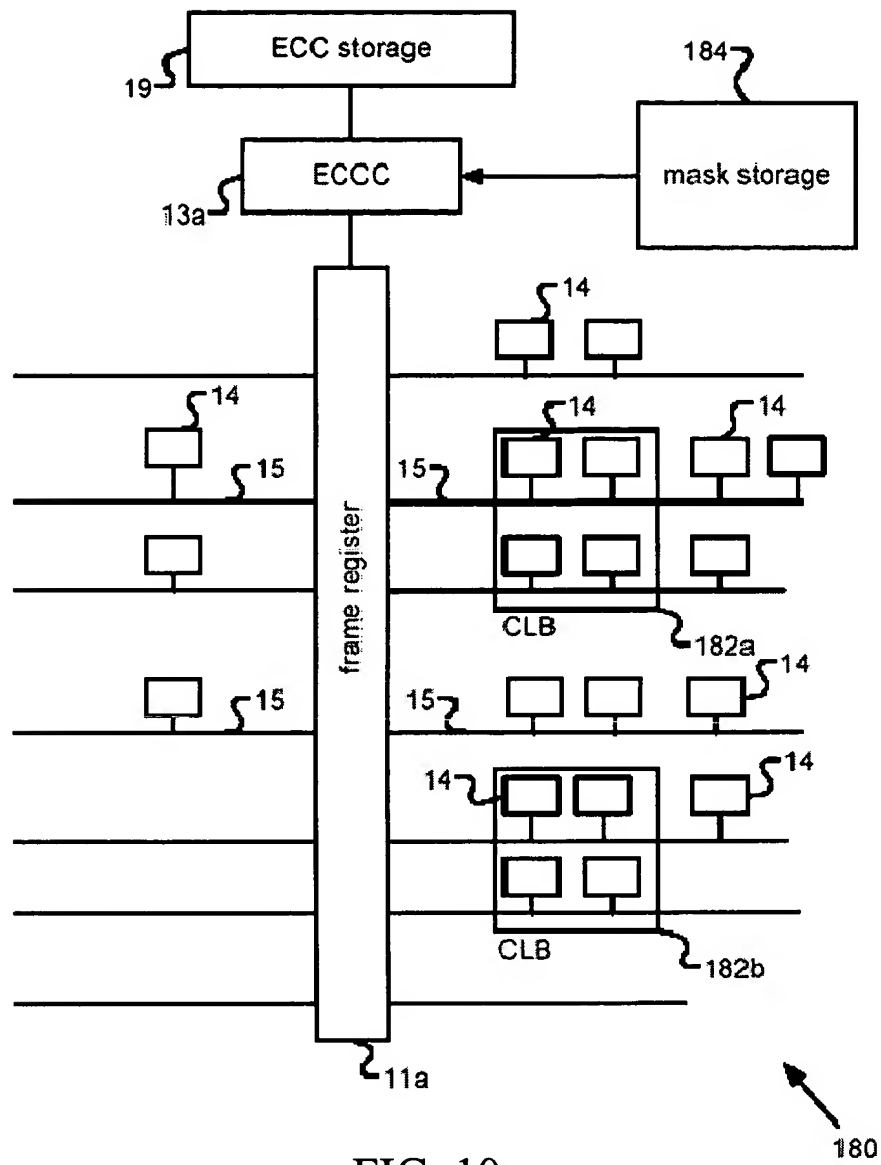 ECC storage
184
19
ECCC
mask storage
13a
14
14
14
14
15
15
frame register
CLB
182a
15
15
14
14
14
CLB
182b
11a
180
FIG. 10